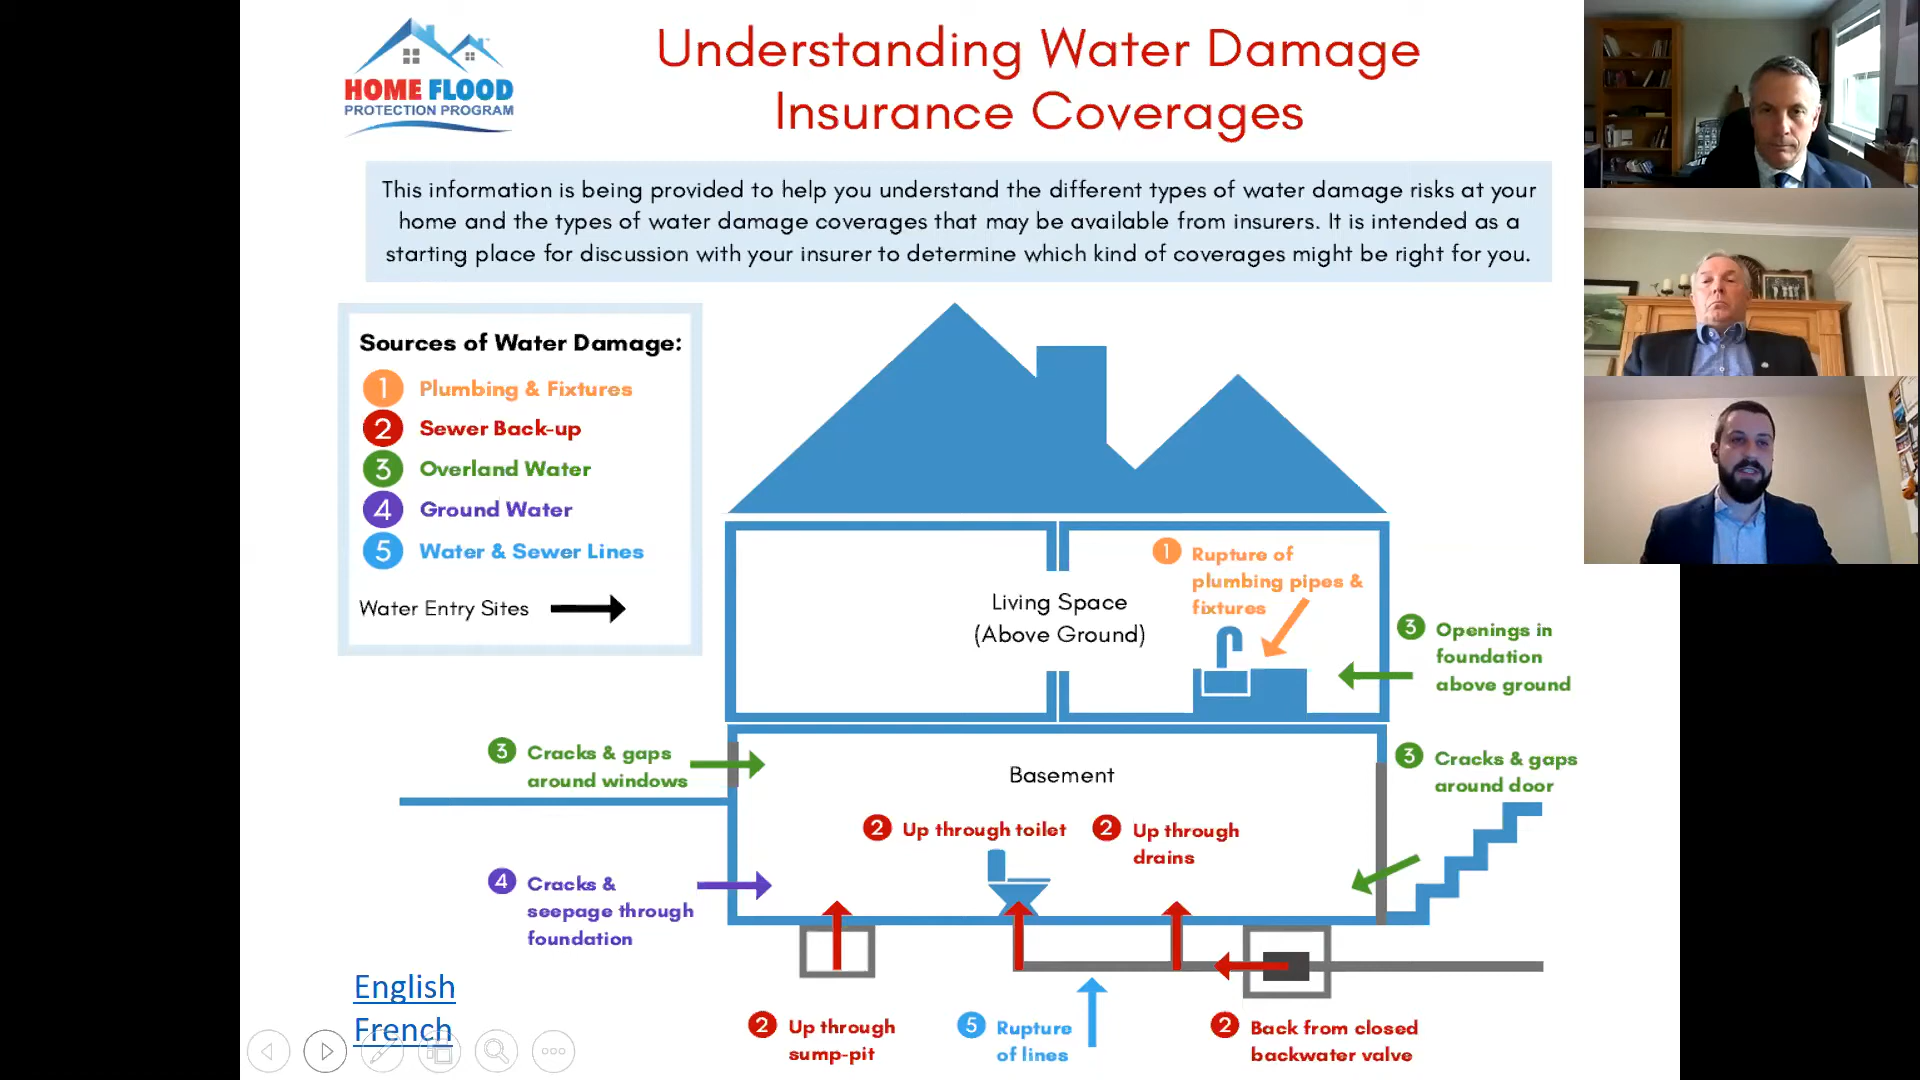 HOME FLOOD
PROTECTION PROGRAM
Understanding Water Damage
Insurance Coverages
This information is being provided to help you understand the different types of water damage risks at your
home and the types of water damage coverages that may be available from insurers. It is intended as a
starting place for discussion with your insurer to determine which kind of coverages might be right for you.
Sources of Water Damage:
1 Plumbing & Fixtures
2 Sewer Back-up
3 Overland Water
4 Ground Water
5 Water & Sewer Lines
Water Entry Sites
1 Rupture of
plumbing pipes &
fixtures
Living Space
(Above Ground)
3 Openings in
foundation
above ground
3 Cracks & gaps
around windows
Basement
3 Cracks & gaps
around door
2 Up through toilet
2 Up through
drains
4 Cracks &
seepage through
foundation
English
French
2 Up through
sump-pit
5 Rupture
of lines
2 Back from closed
backwater valve